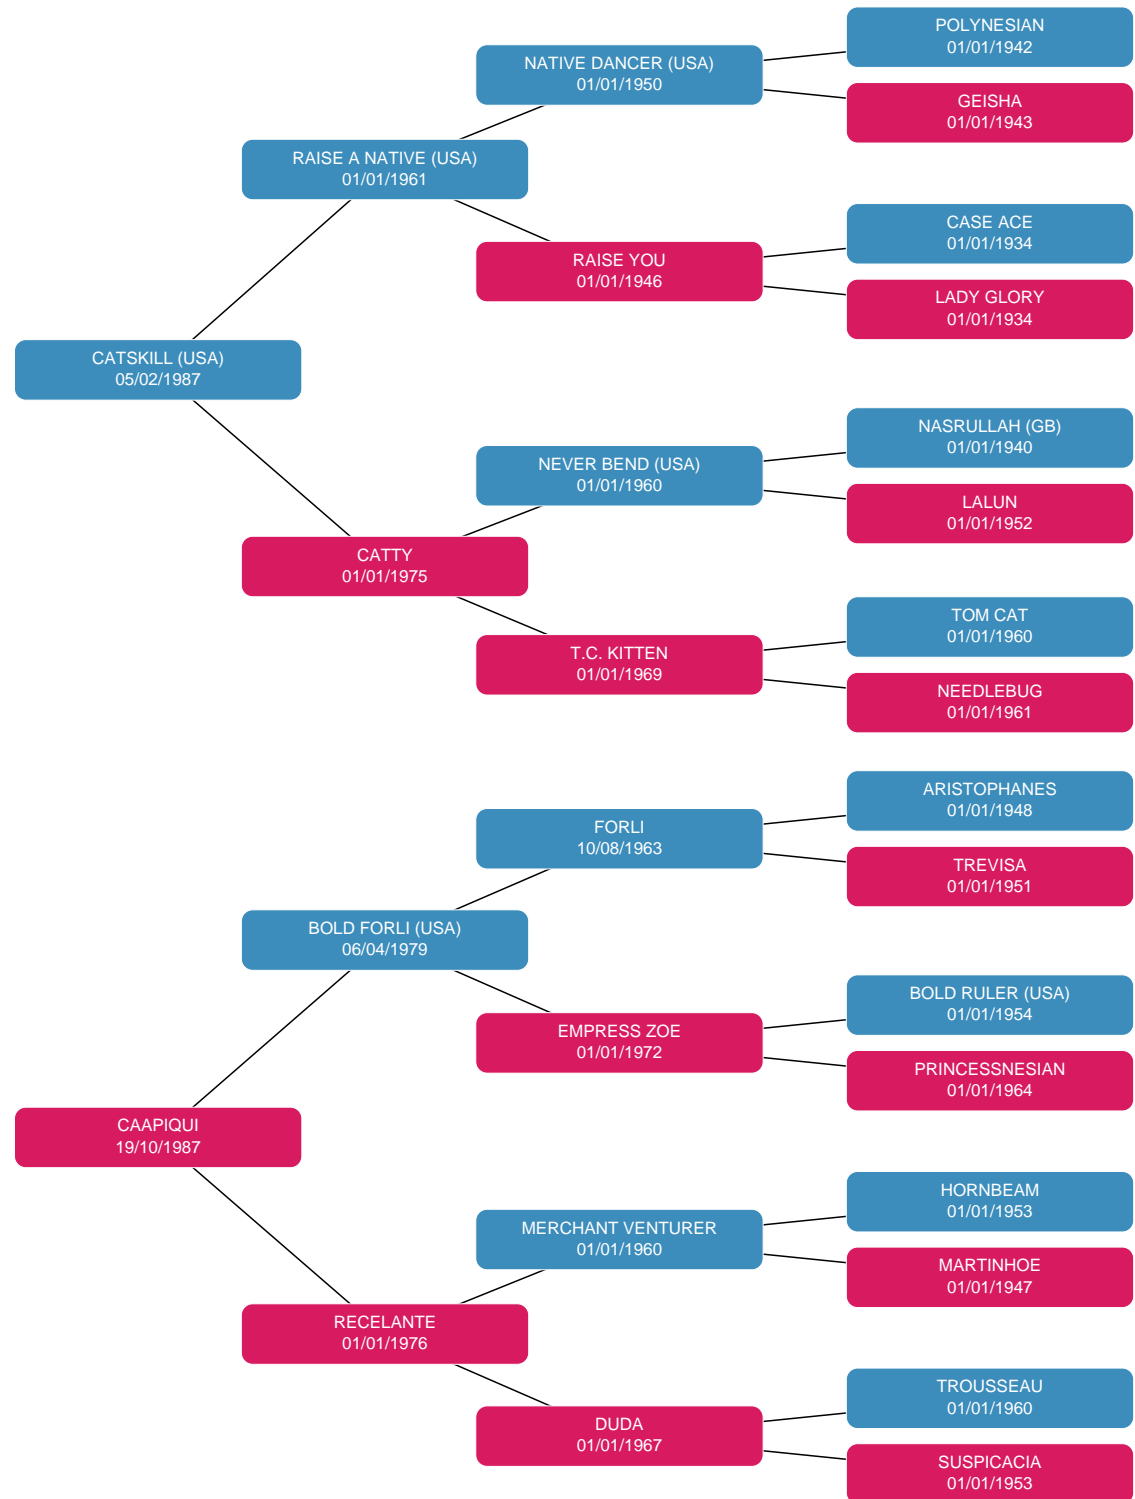 POLYNESIAN
01/01/1942
NATIVE DANCER (USA)
01/01/1950
GEISHA
01/01/1943
RAISE A NATIVE (USA)
01/01/1961
CASE ACE
01/01/1934
RAISE YOU
01/01/1946
LADY GLORY
01/01/1934
CATSKILL (USA)
05/02/1987
NASRULLAH (GB)
01/01/1940
NEVER BEND (USA)
01/01/1960
LALUN
01/01/1952
CATTY
01/01/1975
TOM CAT
01/01/1960
T.C. KITTEN
01/01/1969
NEEDLEBUG
01/01/1961
ARISTOPHANES
01/01/1948
FORLI
10/08/1963
TREVISA
01/01/1951
BOLD FORLI (USA)
06/04/1979
BOLD RULER (USA)
01/01/1954
EMPRESS ZOE
01/01/1972
PRINCESSNESIAN
01/01/1964
CAAPIQUI
19/10/1987
HORNBEAM
01/01/1953
MERCHANT VENTURER
01/01/1960
MARTINHOE
01/01/1947
RECELANTE
01/01/1976
TROUSSEAU
01/01/1960
DUDA
01/01/1967
SUSPICACIA
01/01/1953